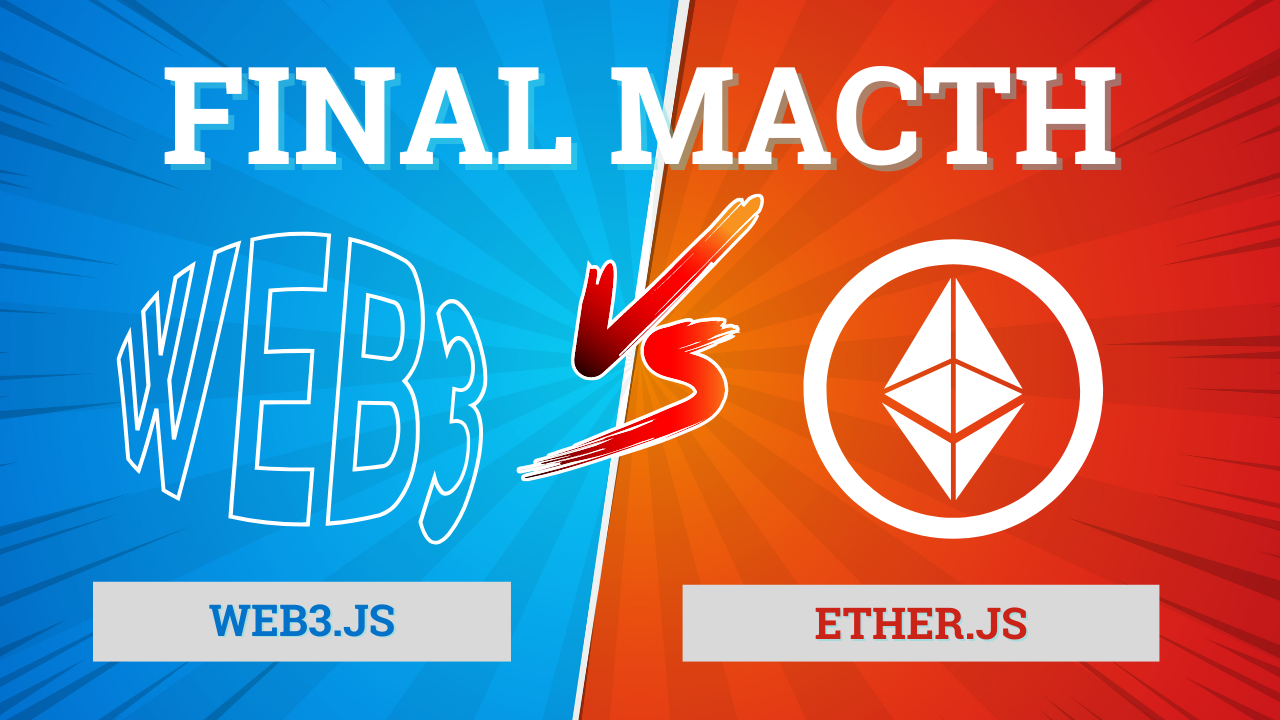 FINAL MACTH
WEB3
VS
WEB3.JS
ETHER.JS